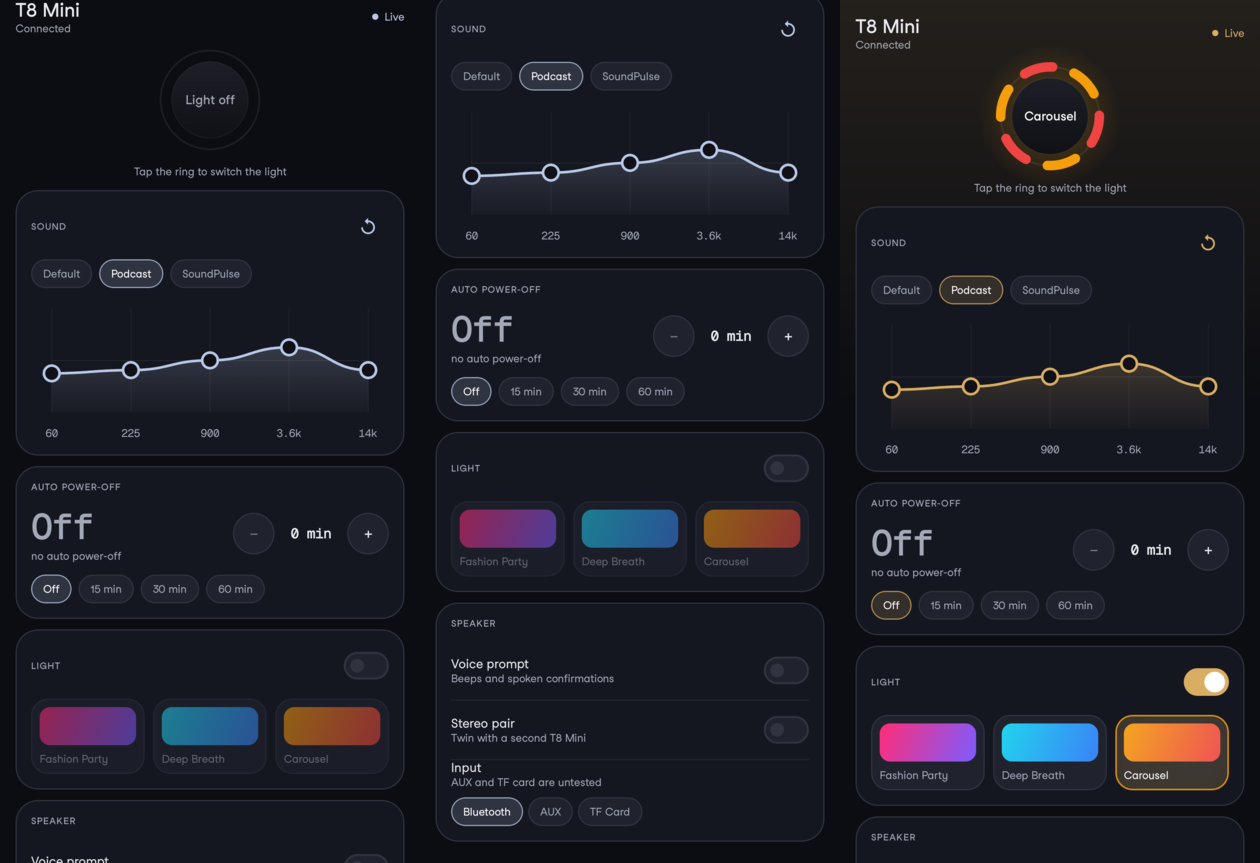 T8 Mini
Live
Connected
Light off
Tap the ring to switch the light
SOUND
Default Podcast SoundPulse
60 225 900 3.6k 14k
AUTO POWER-OFF
Off
0 min
no auto power-off
Off 15 min 30 min 60 min
LIGHT
Fashion Party Deep Breath Carousel
SPEAKER
Voice prompt
SOUND
Default Podcast SoundPulse
60 225 900 3.6k 14k
AUTO POWER-OFF
Off
− 0 min +
no auto power-off
Off 15 min 30 min 60 min
LIGHT
Fashion Party Deep Breath Carousel
SPEAKER
Voice prompt
Beeps and spoken confirmations
Stereo pair
Twin with a second T8 Mini
Input
AUX and TF card are untested
Bluetooth AUX TF Card
T8 Mini
Live
Connected
Carousel
Tap the ring to switch the light
SOUND
Default Podcast SoundPulse
60 225 900 3.6k 14k
AUTO POWER-OFF
Off
− 0 min +
no auto power-off
Off 15 min 30 min 60 min
LIGHT
Fashion Party Deep Breath Carousel
SPEAKER